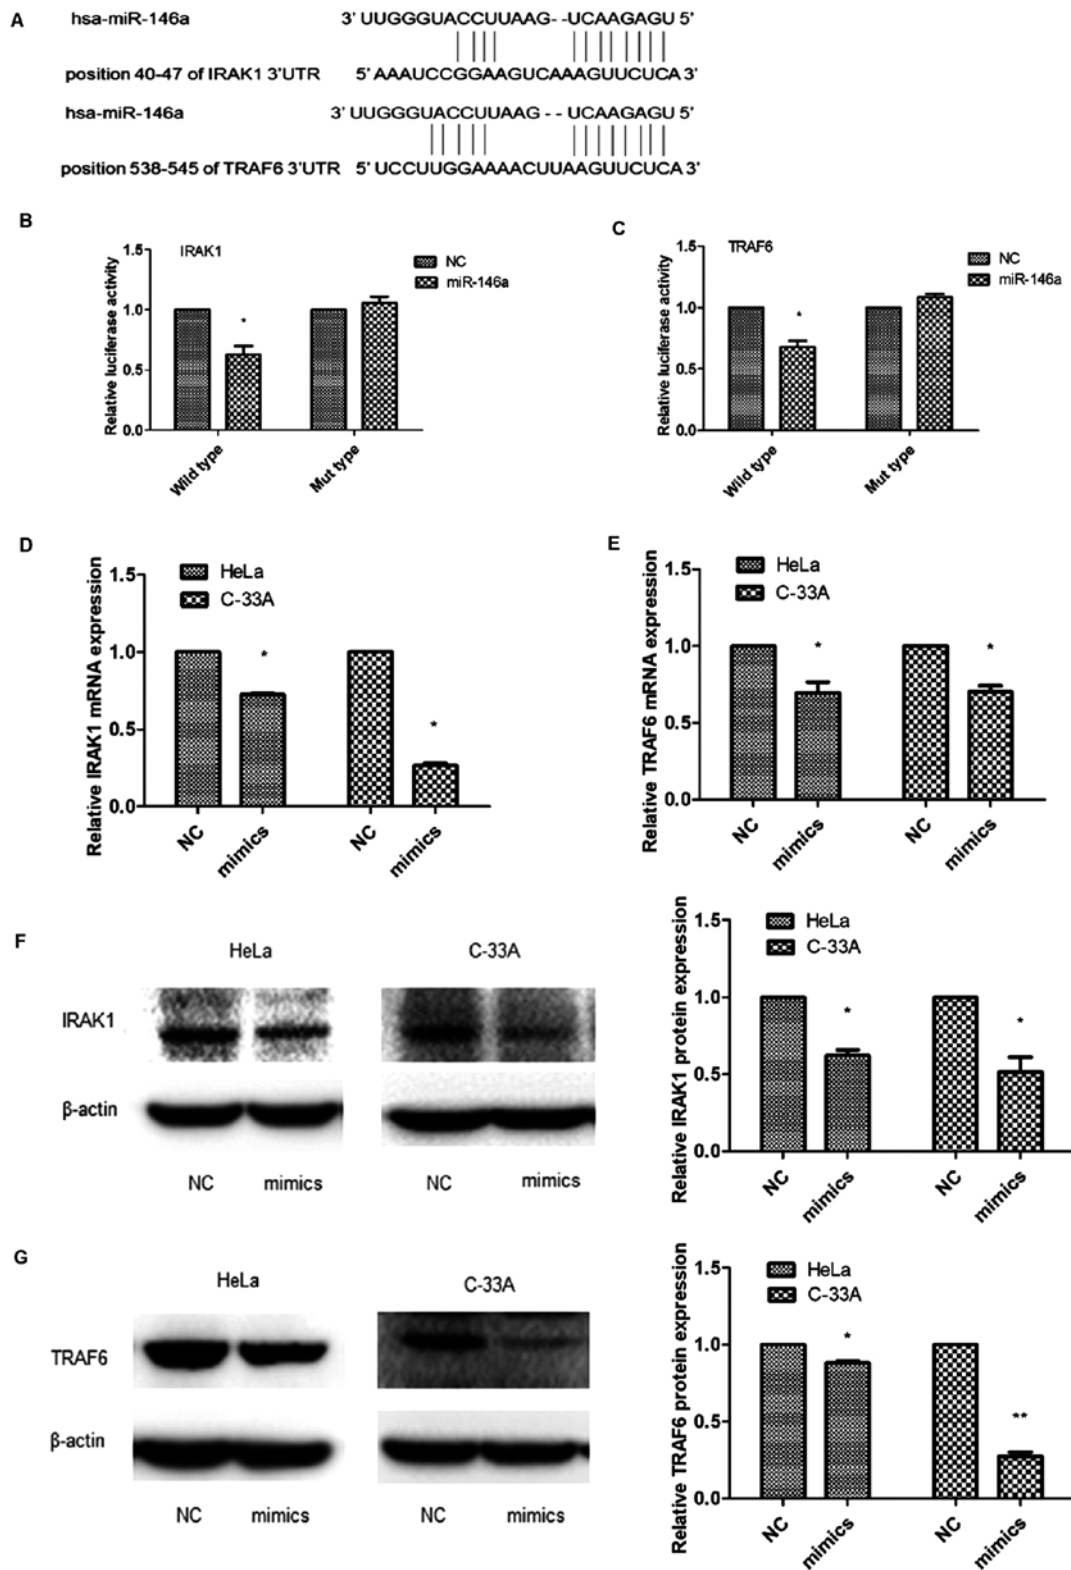 A
hsa-miR-146a 3' UUGGGUACCUUAAG--UCAAGAGU 5'
position 40-47 of IRAK1 3'UTR 5' AAAUCCGGAAGUCAAAGUUCUCA 3'
hsa-miR-146a 3' UUGGGUACCUUAAG--UCAAGAGU 5'
position 538-545 of TRAF6 3'UTR 5' UCCUUGGAAAACUUAAGUUCUCA 3'
B
IRAK1
Relative luciferase activity
1.5
1.0
0.5
0.0
*
NC
miR-146a
Wild type
Mut type
C
TRAF6
Relative luciferase activity
1.5
1.0
0.5
0.0
*
NC
miR-146a
Wild type
Mut type
D
Relative IRAK1 mRNA expression
1.5
1.0
0.5
0.0
HeLa
C-33A
* *
NC mimics NC mimics
E
Relative TRAF6 mRNA expression
1.5
1.0
0.5
0.0
HeLa
C-33A
* *
NC mimics NC mimics
F
HeLa C-33A
IRAK1
β-actin
NC mimics NC mimics
Relative IRAK1 protein expression
1.5
1.0
0.5
0.0
HeLa
C-33A
* *
NC mimics NC mimics
G
HeLa C-33A
TRAF6
β-actin
NC mimics NC mimics
Relative TRAF6 protein expression
1.5
1.0
0.5
0.0
HeLa
C-33A
* **
NC mimics NC mimics